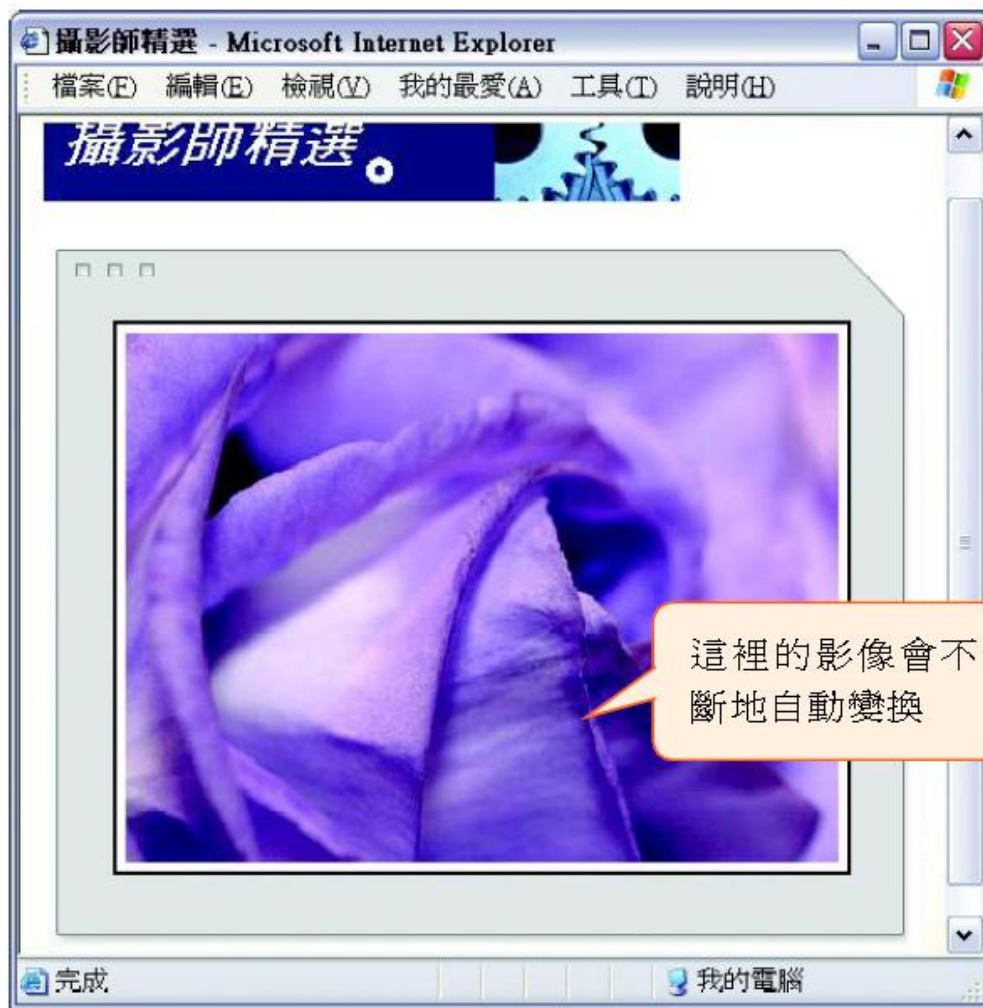 攝影師精選 - Microsoft Internet Explorer
檔案(F) 編輯(E) 檢視(V) 我的最愛(A) 工具(T) 說明(H)
攝影師精選。
這裡的影像會不
斷地自動變換
完成 我的電腦